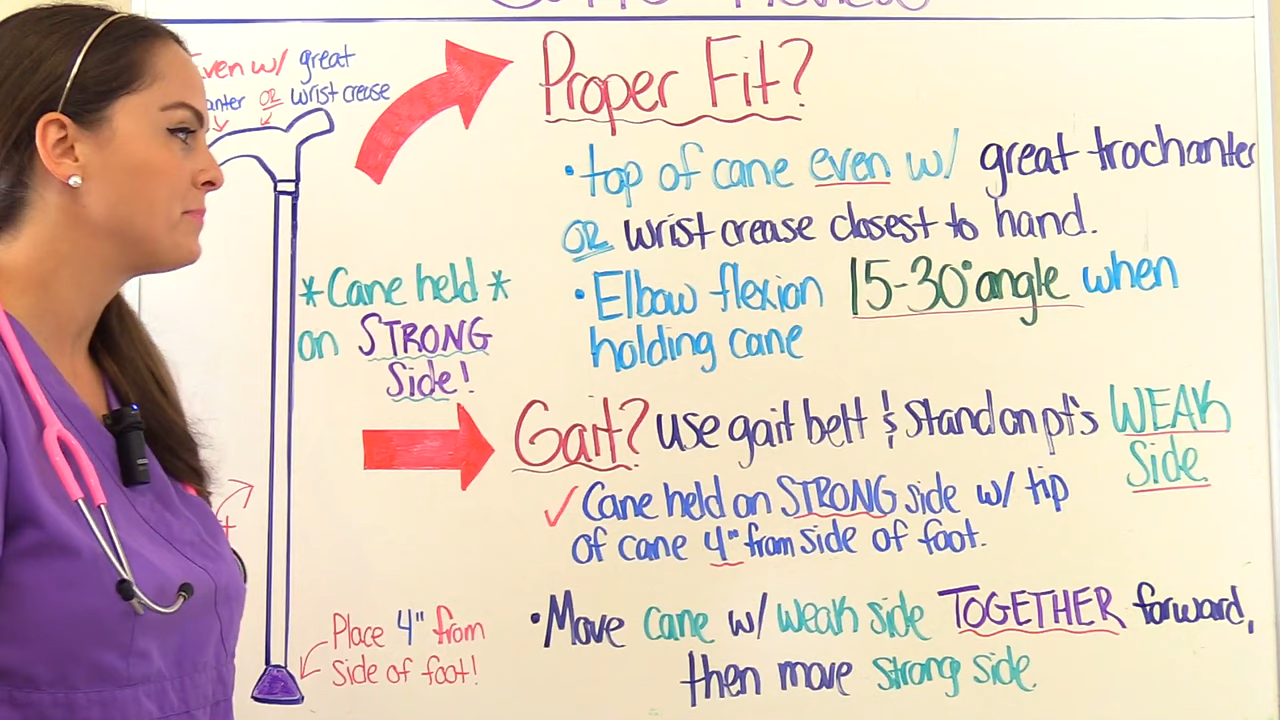 Even w/ great
OR wrist crease
*Cane held*
on STRONG
Side!
Place 4" from
Side of foot!
Proper Fit?
•top of cane even w/ great trochanter
OR wrist crease closest to hand.
•Elbow flexion 15-30° angle when
holding cane
Gait? use gait belt & stand on pt's WEAK
Side.
✓ Cane held on STRONG side w/ tip
of cane 4" from side of foot.
•Move cane w/ weak side TOGETHER forward,
then move strong side.